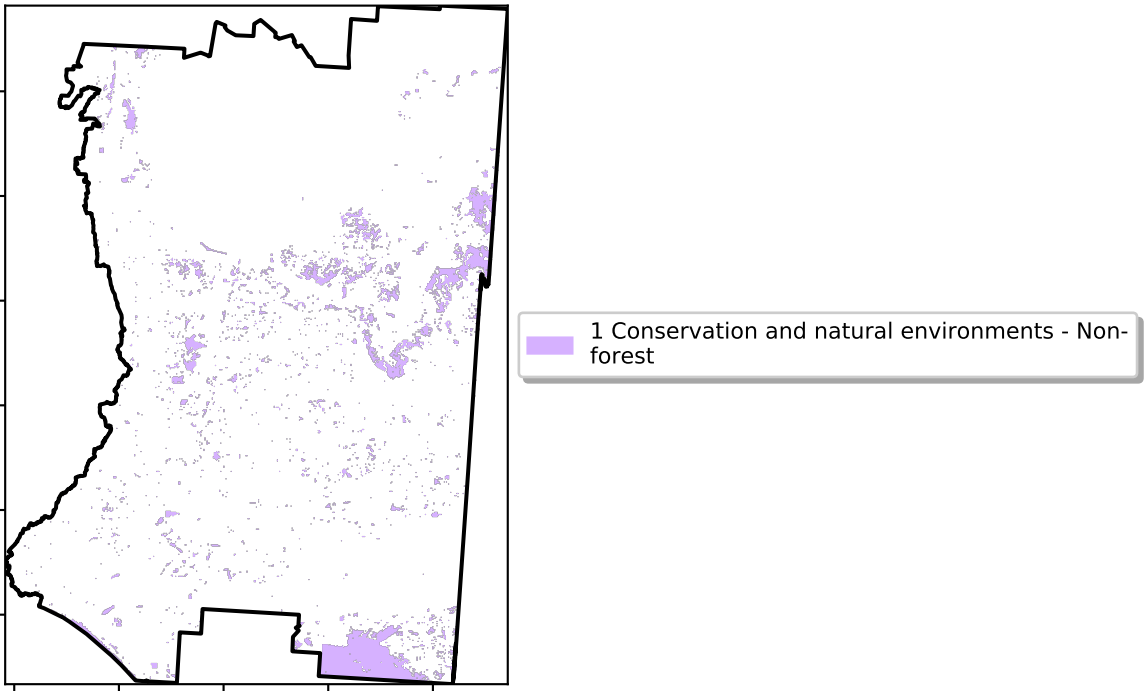 1 Conservation and natural environments - Non-
forest